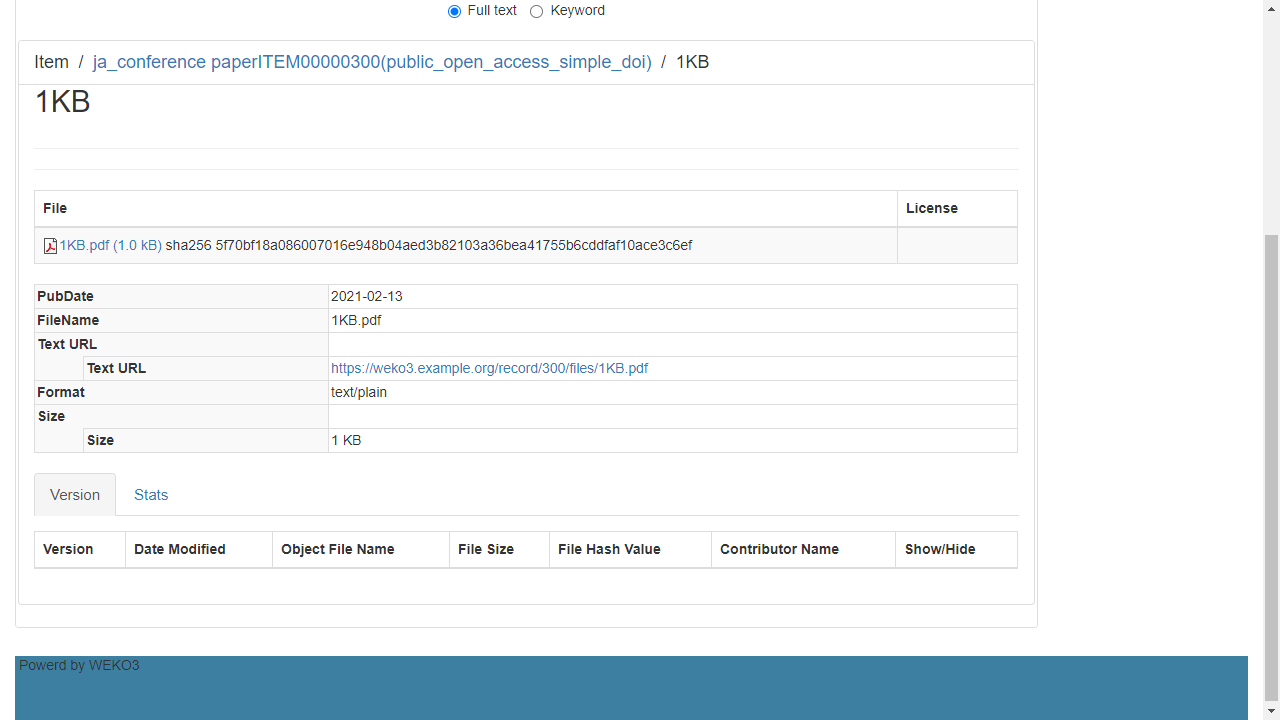 Full text Keyword
Item / ja_conference paperITEM00000300(public_open_access_simple_doi) / 1KB
1KB
File License
1KB.pdf (1.0 kB) sha256 5f70bf18a086007016e948b04aed3b82103a36bea41755b6cddfaf10ace3c6ef
PubDate 2021-02-13
FileName 1KB.pdf
Text URL
Text URL https://weko3.example.org/record/300/files/1KB.pdf
Format text/plain
Size
Size 1 KB
Version Stats
Version Date Modified Object File Name File Size File Hash Value Contributor Name Show/Hide
Powerd by WEKO3